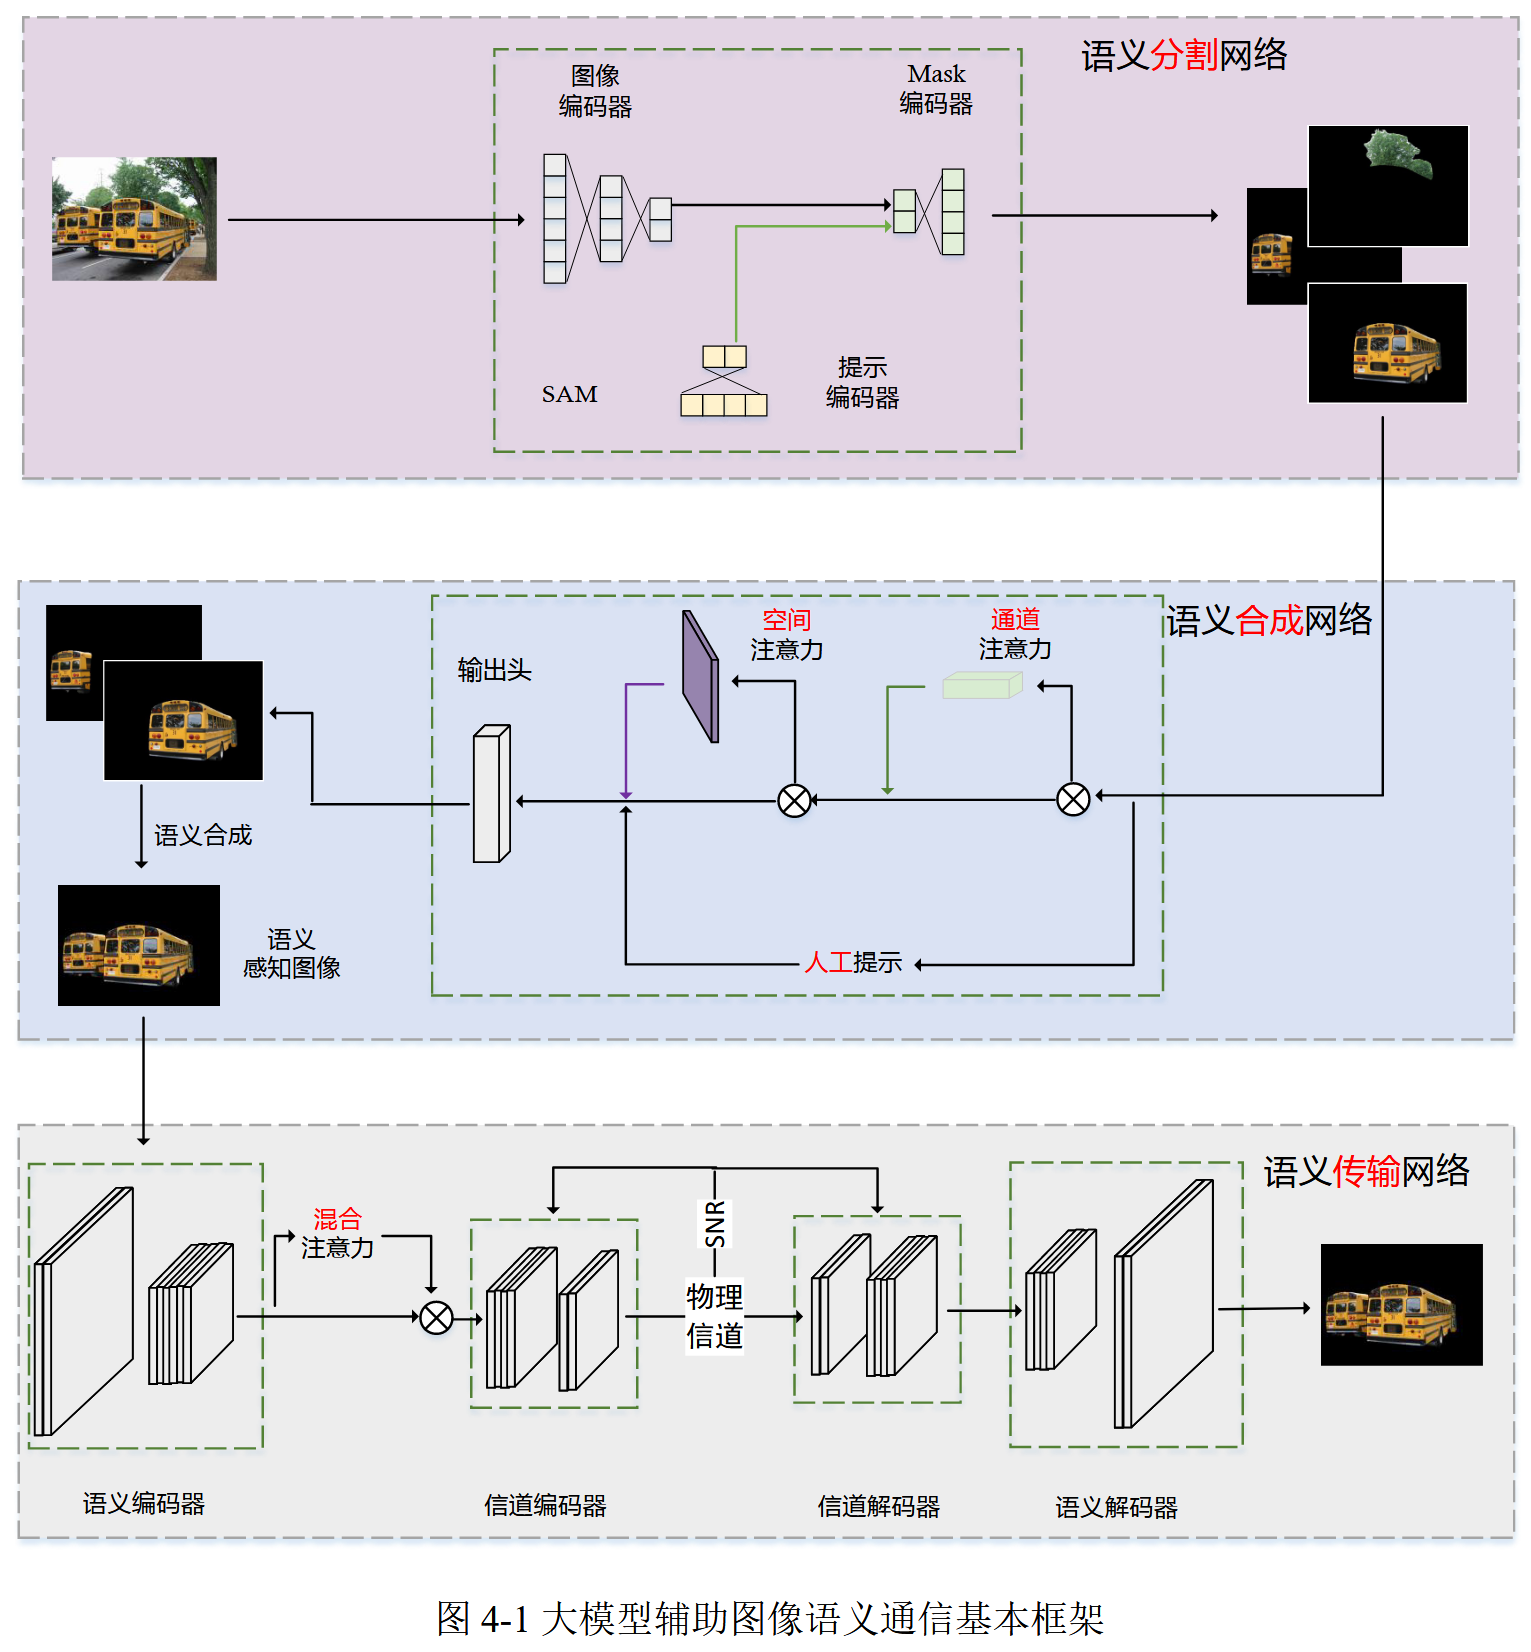 语义分割网络
图像
编码器
Mask
编码器
SAM
提示
编码器
语义合成网络
通道
注意力
空间
注意力
输出头
人工提示
语义合成
语义
感知图像
语义传输网络
混合
注意力
SNR
物理
信道
语义编码器
信道编码器
信道解码器
语义解码器
图 4-1 大模型辅助图像语义通信基本框架